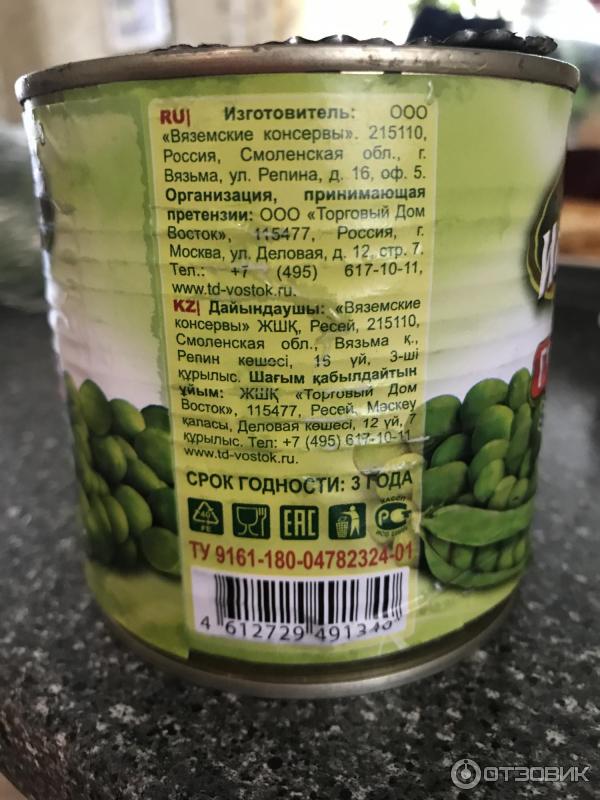 RU| Изготовитель: ООО
«Вяземские консервы». 215110,
Россия, Смоленская обл., г.
Вязьма, ул. Репина, д. 16, оф. 5.
Организация, принимающая
претензии: ООО «Торговый Дом
Восток», 115477, Россия, г.
Москва, ул. Деловая, д. 12, стр. 7.
Тел.: +7 (495) 617-10-11,
www.td-vostok.ru.
KZ| Дайындаушы: «Вяземские
консервы» ЖШҚ, Ресей, 215110,
Смоленская обл., Вязьма қ.,
Репин көшесі, 16 үй, 3-ші
құрылыс. Шағым қабылдайтын
ұйым: ЖШҚ «Торговый Дом
Восток», 115477, Ресей, Мәскеу
қаласы, Деловая көшесі, 12 үй, 7
құрылыс. Тел: +7 (495) 617-10-11
www.td-vostok.ru.
СРОК ГОДНОСТИ: 3 ГОДА
40
FE
EAC
РСТ
ТУ 9161-180-04782324-01
4 612729 491346
ОТЗОВИК